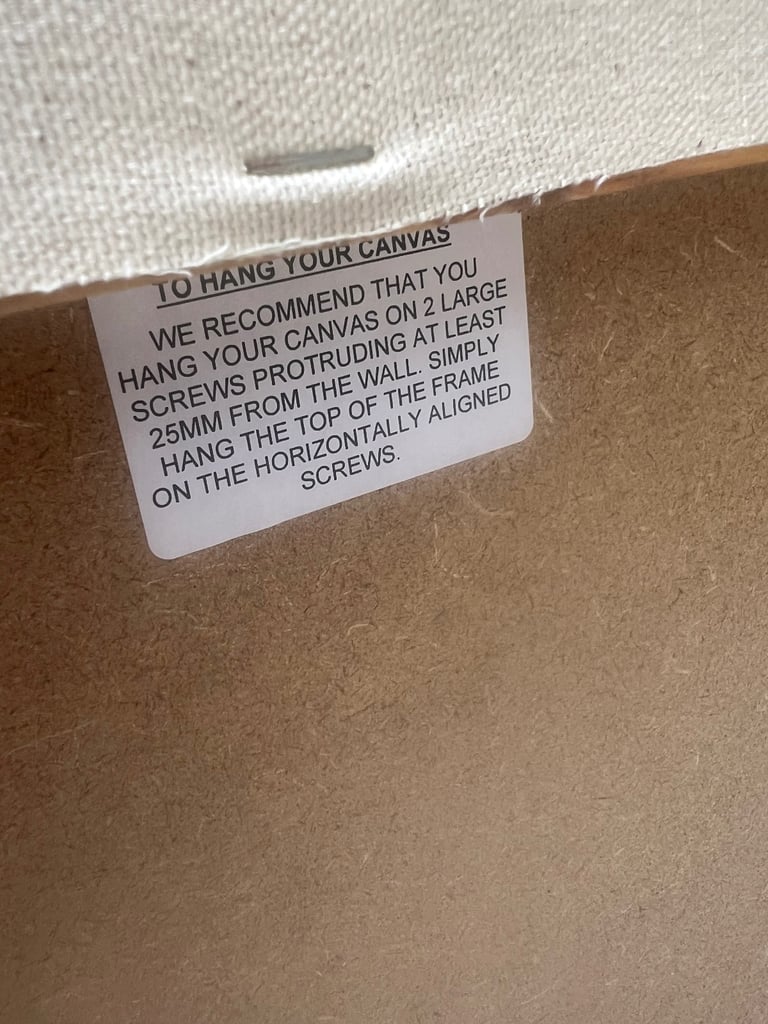 TO HANG YOUR CANVAS
WE RECOMMEND THAT YOU
HANG YOUR CANVAS ON 2 LARGE
SCREWS PROTRUDING AT LEAST
25MM FROM THE WALL. SIMPLY
HANG THE TOP OF THE FRAME
ON THE HORIZONTALLY ALIGNED
SCREWS.